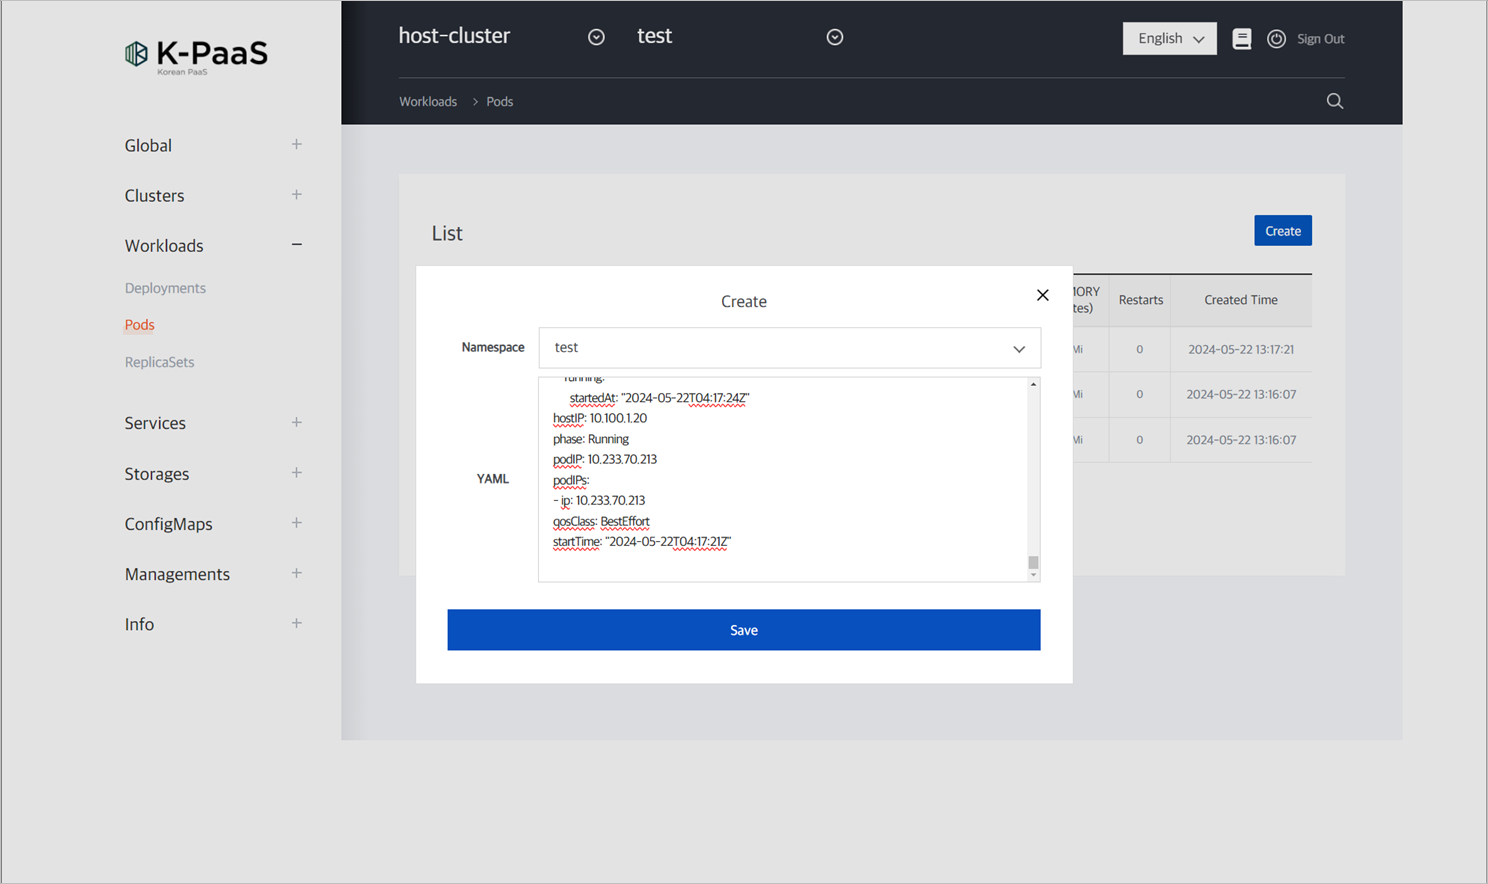 K-PaaS
Korean PaaS
host-cluster
test
English
Sign Out
Workloads > Pods
Global
Clusters
Workloads
Deployments
Pods
ReplicaSets
Services
Storages
ConfigMaps
Managements
Info
List
Create
Restarts
Created Time
Mi 0 2024-05-22 13:17:21
Mi 0 2024-05-22 13:16:07
Mi 0 2024-05-22 13:16:07
Create
Namespace
test
YAML
running:
startedAt: "2024-05-22T04:17:24Z"
hostIP: 10.100.1.20
phase: Running
podIP: 10.233.70.213
podIPs:
- ip: 10.233.70.213
qosClass: BestEffort
startTime: "2024-05-22T04:17:21Z"
Save